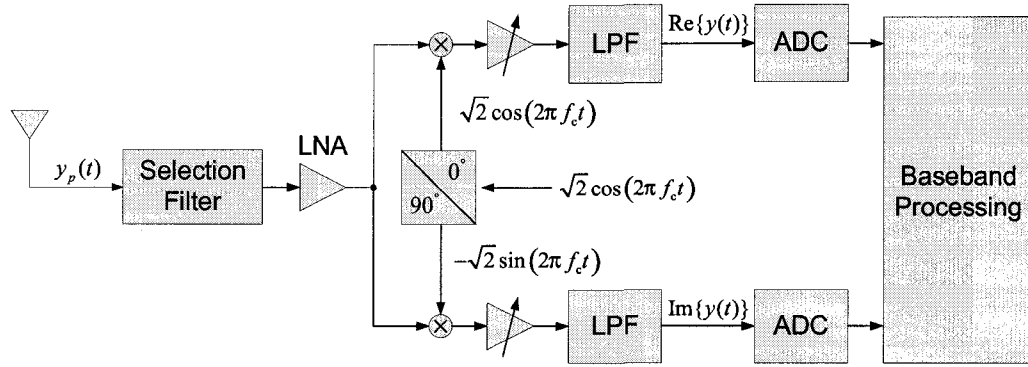 Re{y(t)}
LPF
ADC
√2 cos(2π f_c t)
LNA
y_p(t)
Selection
Filter
0°
90°
√2 cos(2π f_c t)
Baseband
Processing
−√2 sin(2π f_c t)
Im{y(t)}
LPF
ADC